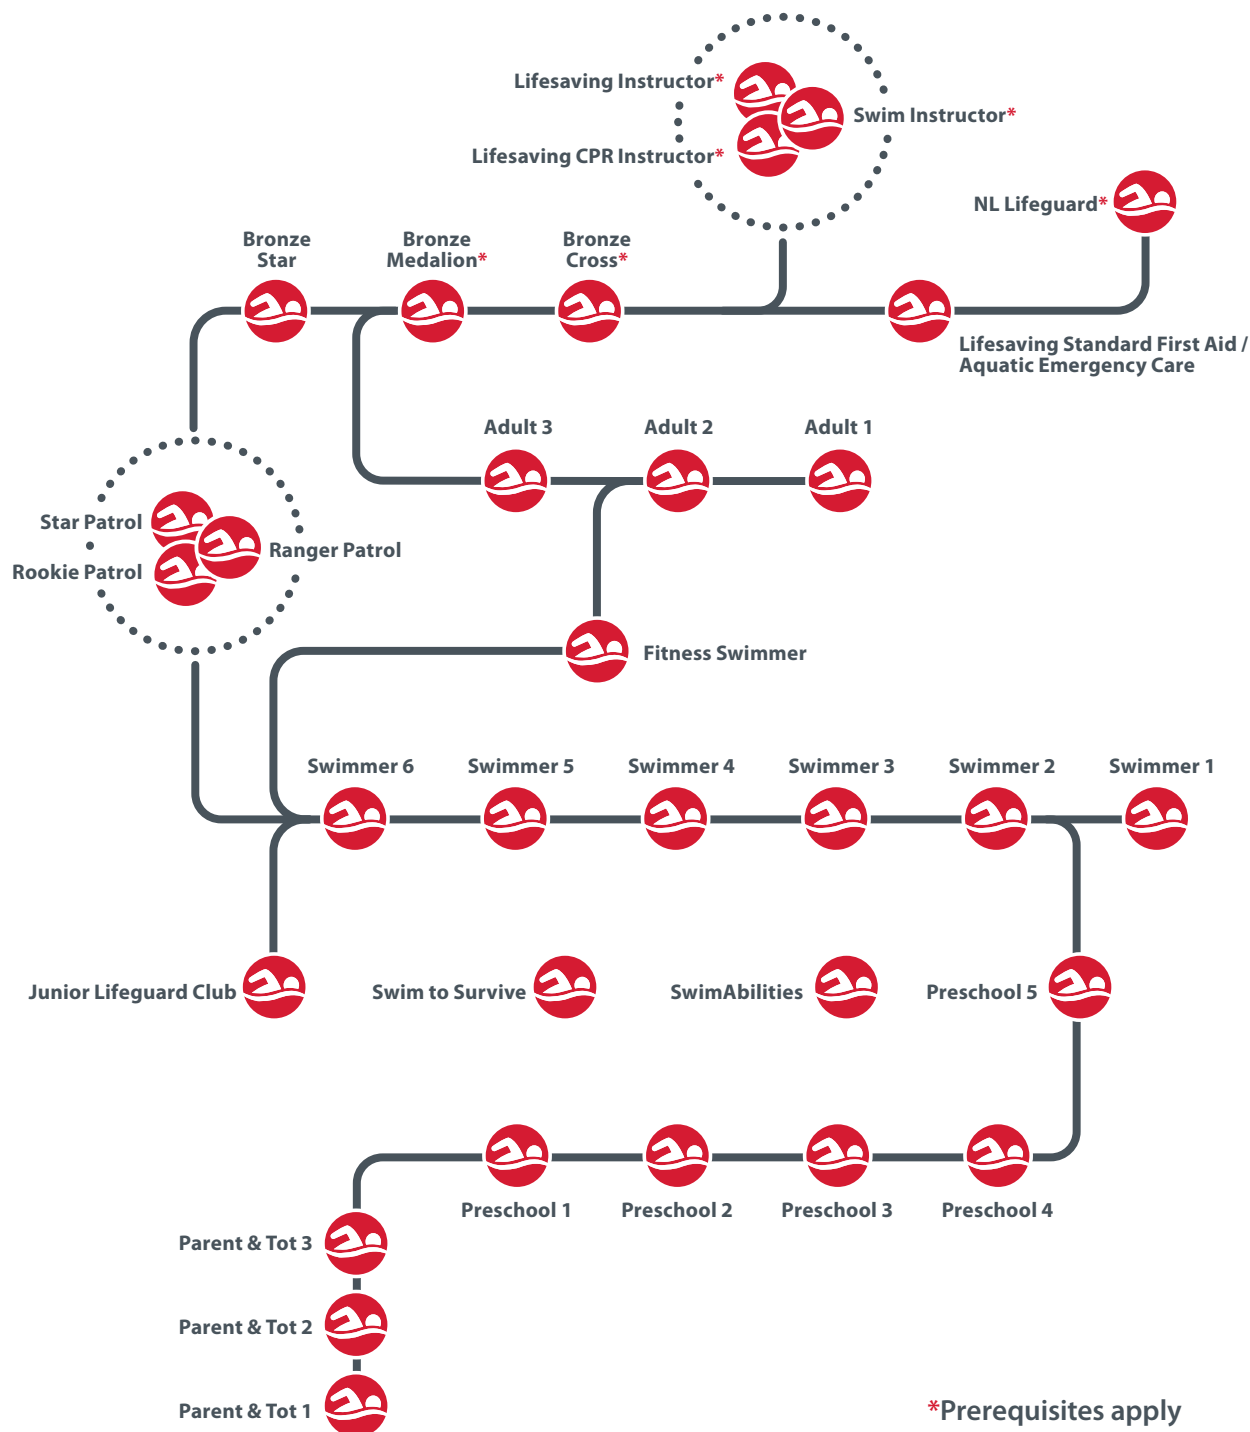 Lifesaving Instructor*
Swim Instructor*
Lifesaving CPR Instructor*
NL Lifeguard*
Bronze
Star
Bronze
Medalion*
Bronze
Cross*
Lifesaving Standard First Aid /
Aquatic Emergency Care
Adult 3
Adult 2
Adult 1
Star Patrol
Ranger Patrol
Rookie Patrol
Fitness Swimmer
Swimmer 6
Swimmer 5
Swimmer 4
Swimmer 3
Swimmer 2
Swimmer 1
Junior Lifeguard Club
Swim to Survive
SwimAbilities
Preschool 5
Preschool 1
Preschool 2
Preschool 3
Preschool 4
Parent & Tot 3
Parent & Tot 2
Parent & Tot 1
*Prerequisites apply